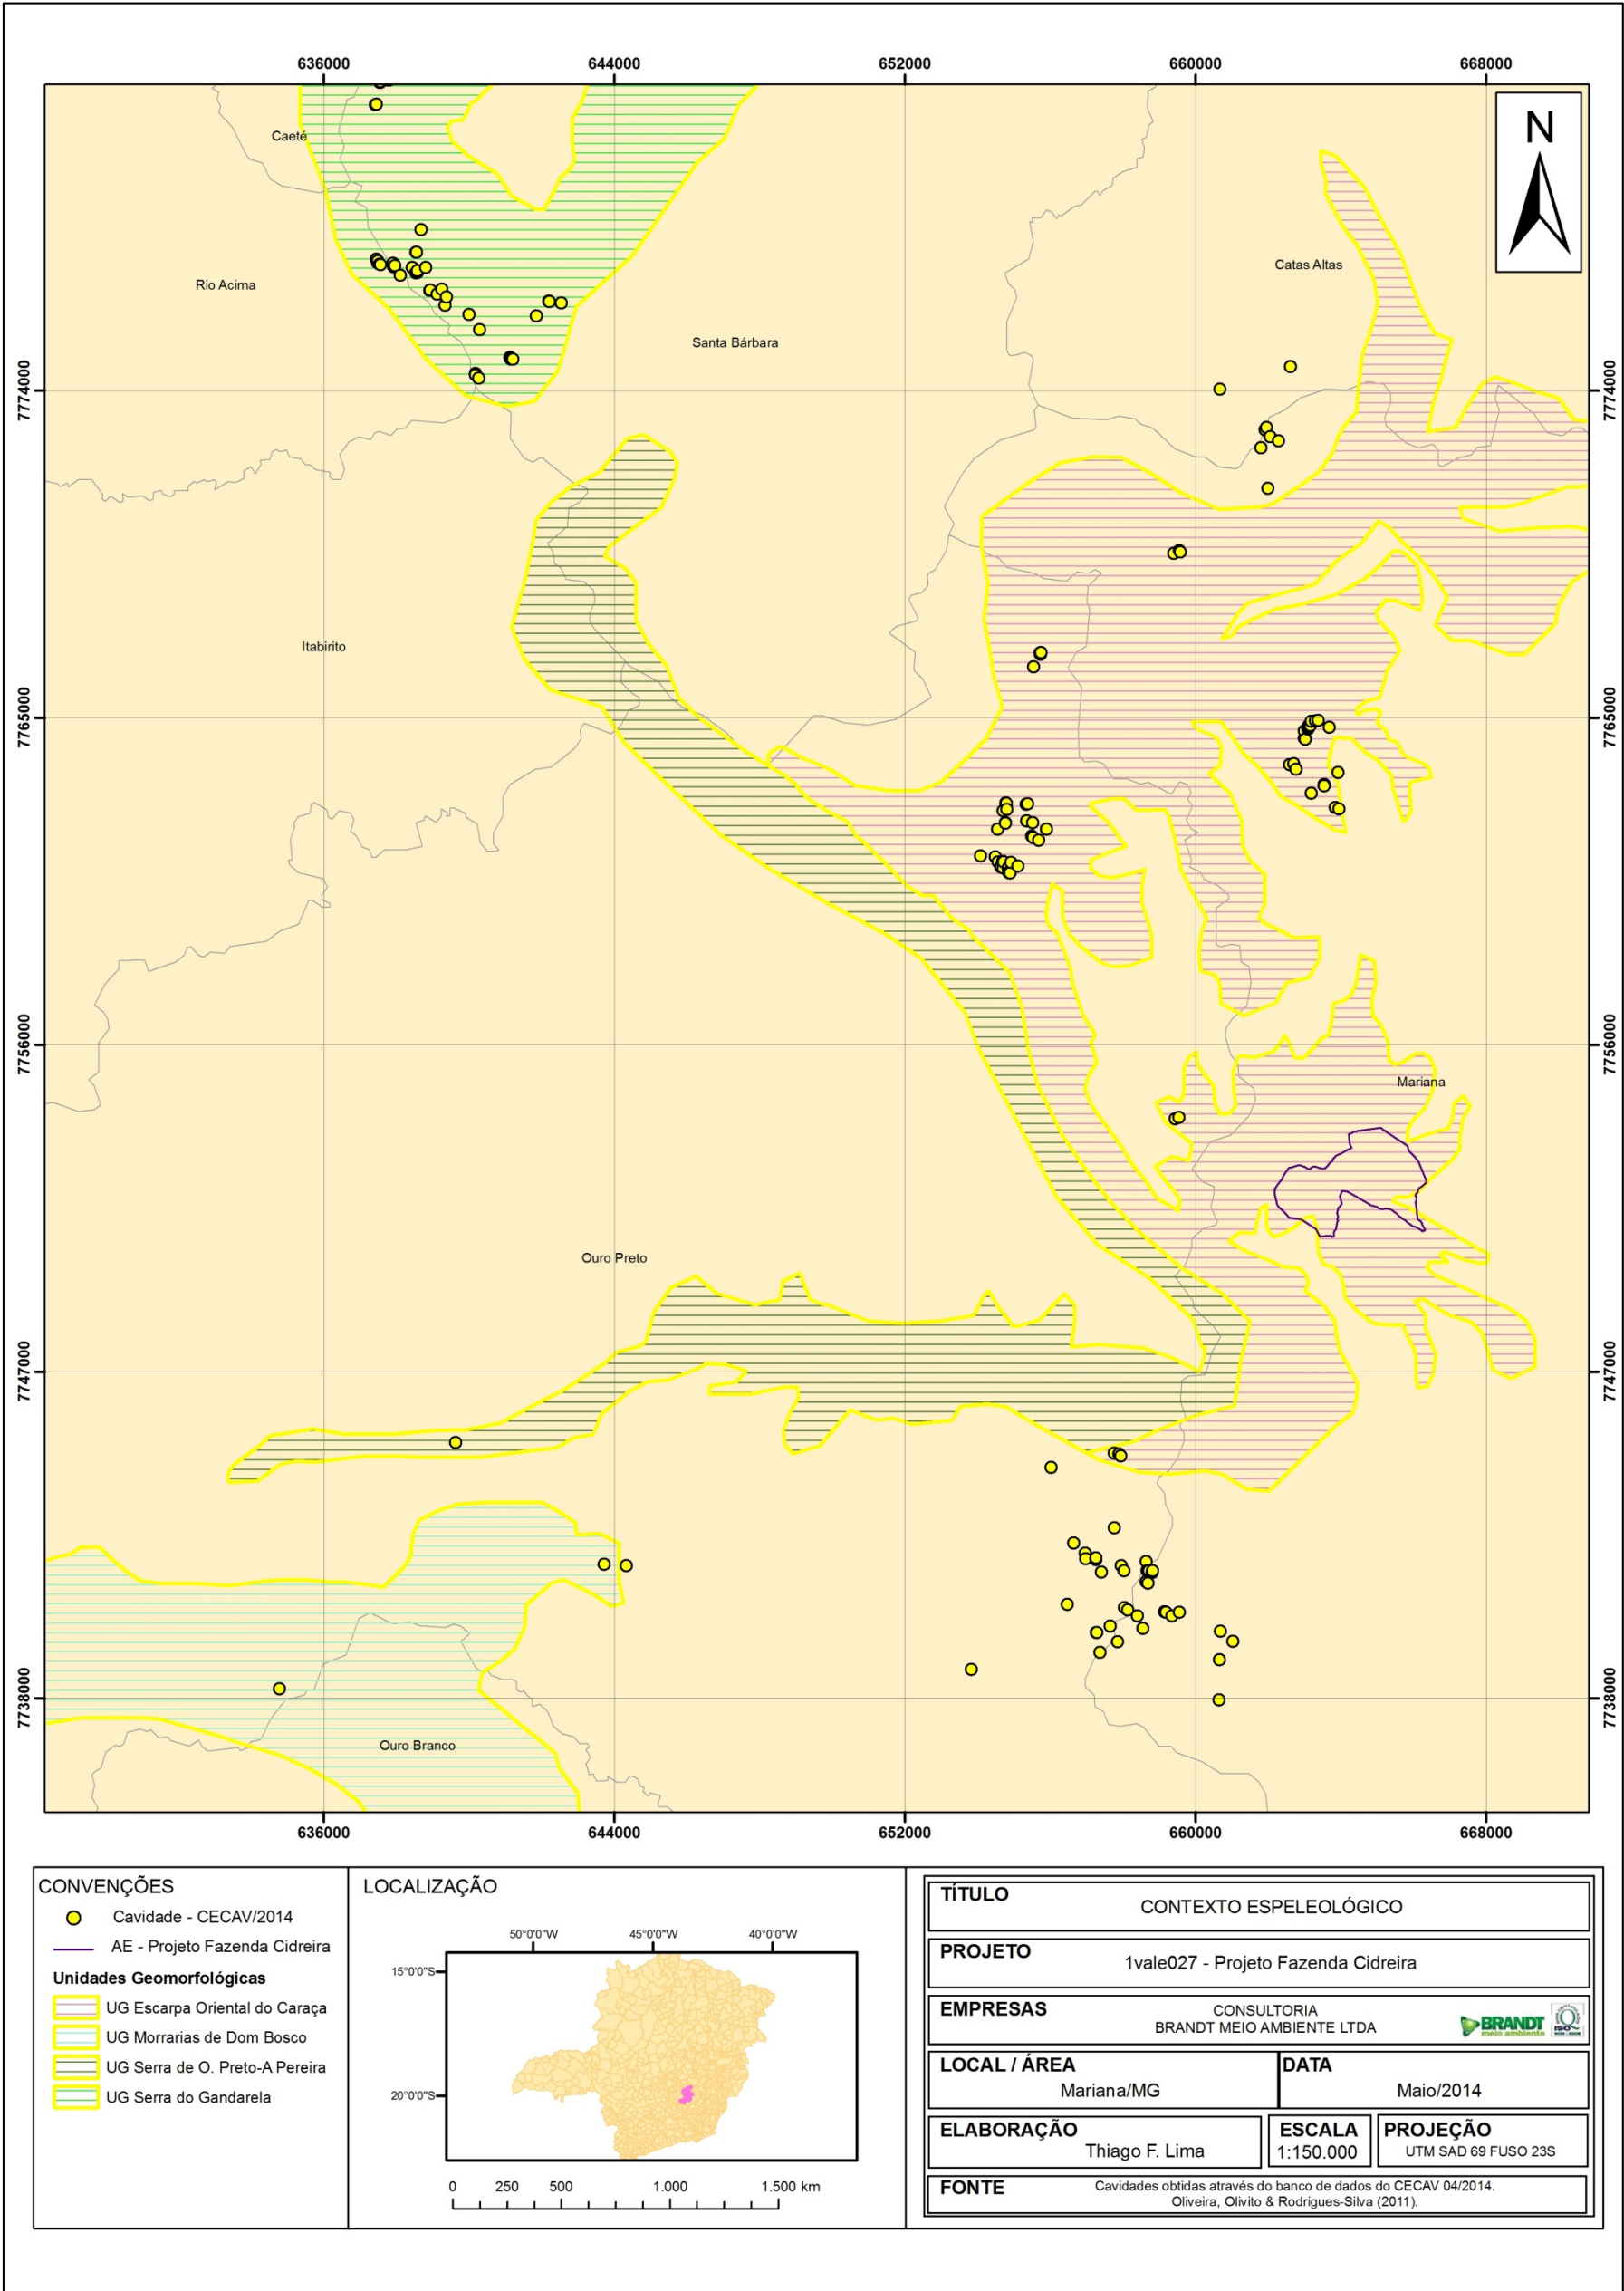 636000
644000
652000
660000
668000
N
Caeté
Catas Altas
Rio Acima
Santa Bárbara
7774000
7774000
Itabirito
7765000
7765000
7756000
7756000
Mariana
Ouro Preto
7747000
7747000
7738000
7738000
Ouro Branco
636000
644000
652000
660000
668000
CONVENÇÕES
Cavidade - CECAV/2014
AE - Projeto Fazenda Cidreira
Unidades Geomorfológicas
UG Escarpa Oriental do Caraça
UG Morrarias de Dom Bosco
UG Serra de O. Preto-A Pereira
UG Serra do Gandarela
LOCALIZAÇÃO
50°0'0"W
45°0'0"W
40°0'0"W
15°0'0"S
20°0'0"S
0 250 500 1.000 1.500 km
TÍTULO
CONTEXTO ESPELEOLÓGICO
PROJETO
1vale027 - Projeto Fazenda Cidreira
EMPRESAS
CONSULTORIA
BRANDT MEIO AMBIENTE LTDA
BRANDT
meio ambiente
ISO
LOCAL / ÁREA
Mariana/MG
DATA
Maio/2014
ELABORAÇÃO
Thiago F. Lima
ESCALA
1:150.000
PROJEÇÃO
UTM SAD 69 FUSO 23S
FONTE
Cavidades obtidas através do banco de dados do CECAV 04/2014.
Oliveira, Olivito & Rodrigues-Silva (2011).